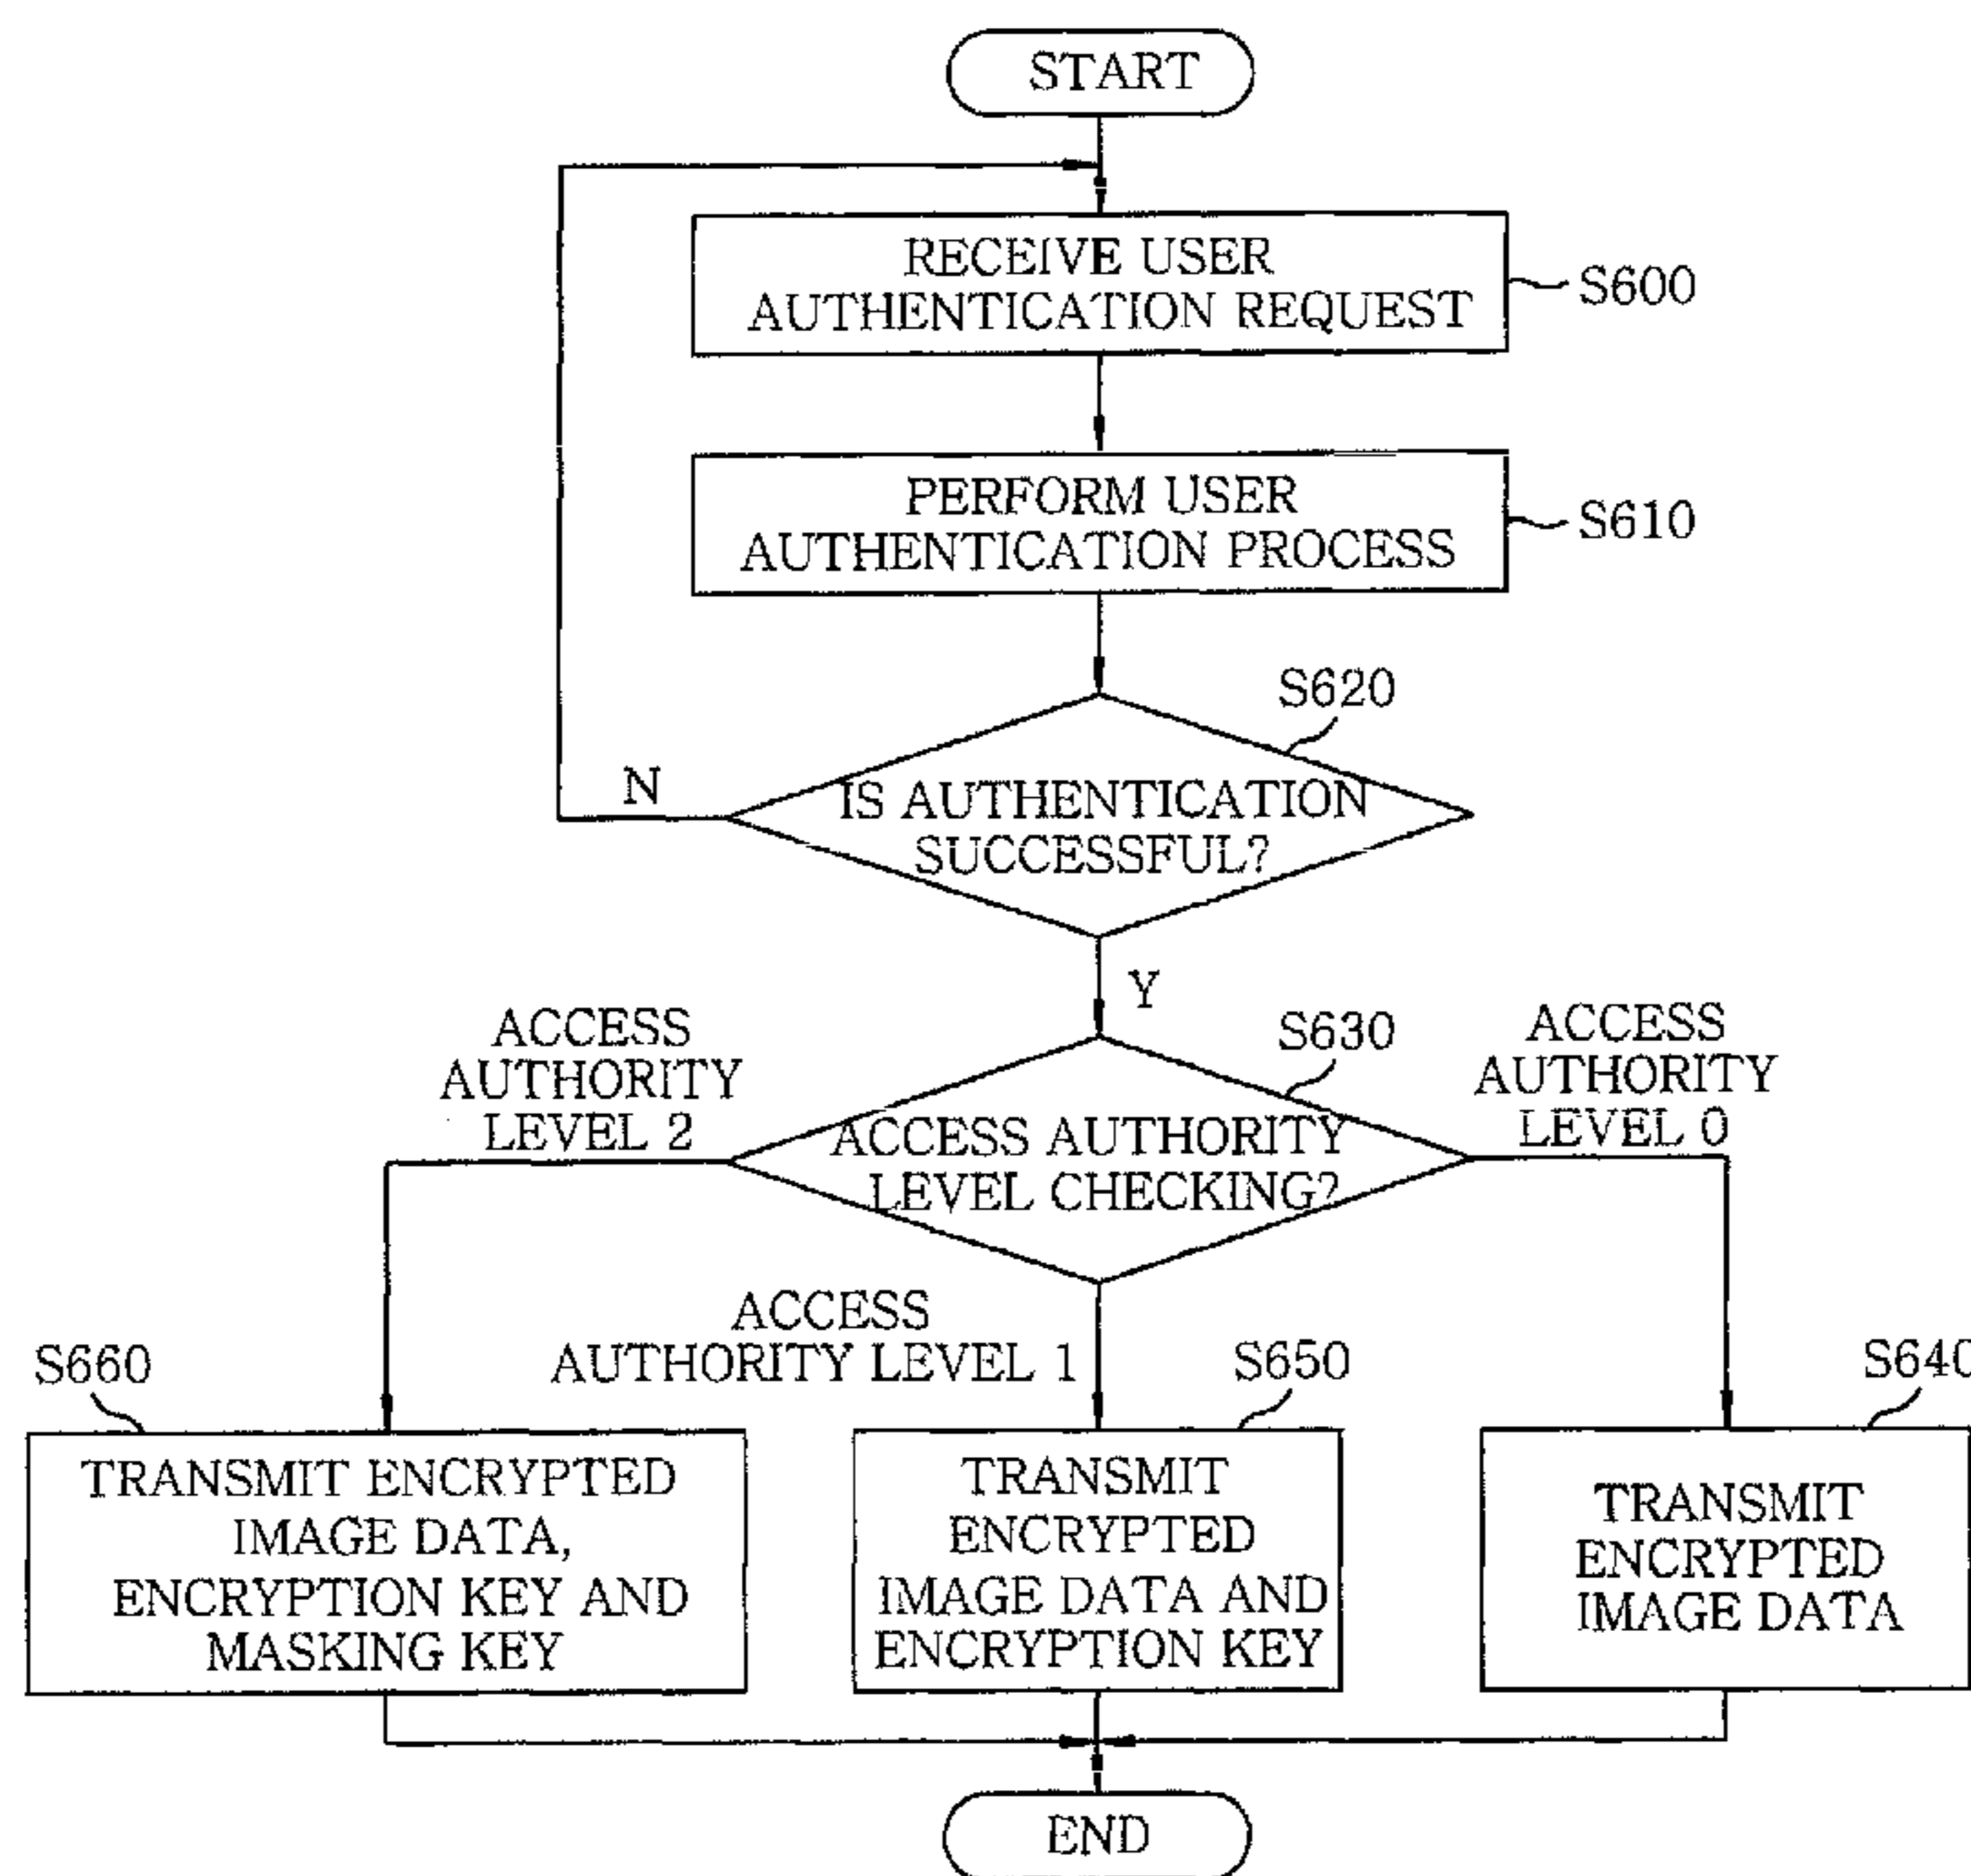 START
RECEIVE USER
AUTHENTICATION REQUEST
S600
PERFORM USER
AUTHENTICATION PROCESS
S610
S620
N
IS AUTHENTICATION
SUCCESSFUL?
Y
ACCESS
AUTHORITY
LEVEL 2
S630
ACCESS
AUTHORITY
LEVEL 0
ACCESS AUTHORITY
LEVEL CHECKING?
ACCESS
AUTHORITY LEVEL 1
S660
S650
S640
TRANSMIT ENCRYPTED
IMAGE DATA,
ENCRYPTION KEY AND
MASKING KEY
TRANSMIT
ENCRYPTED
IMAGE DATA AND
ENCRYPTION KEY
TRANSMIT
ENCRYPTED
IMAGE DATA
END